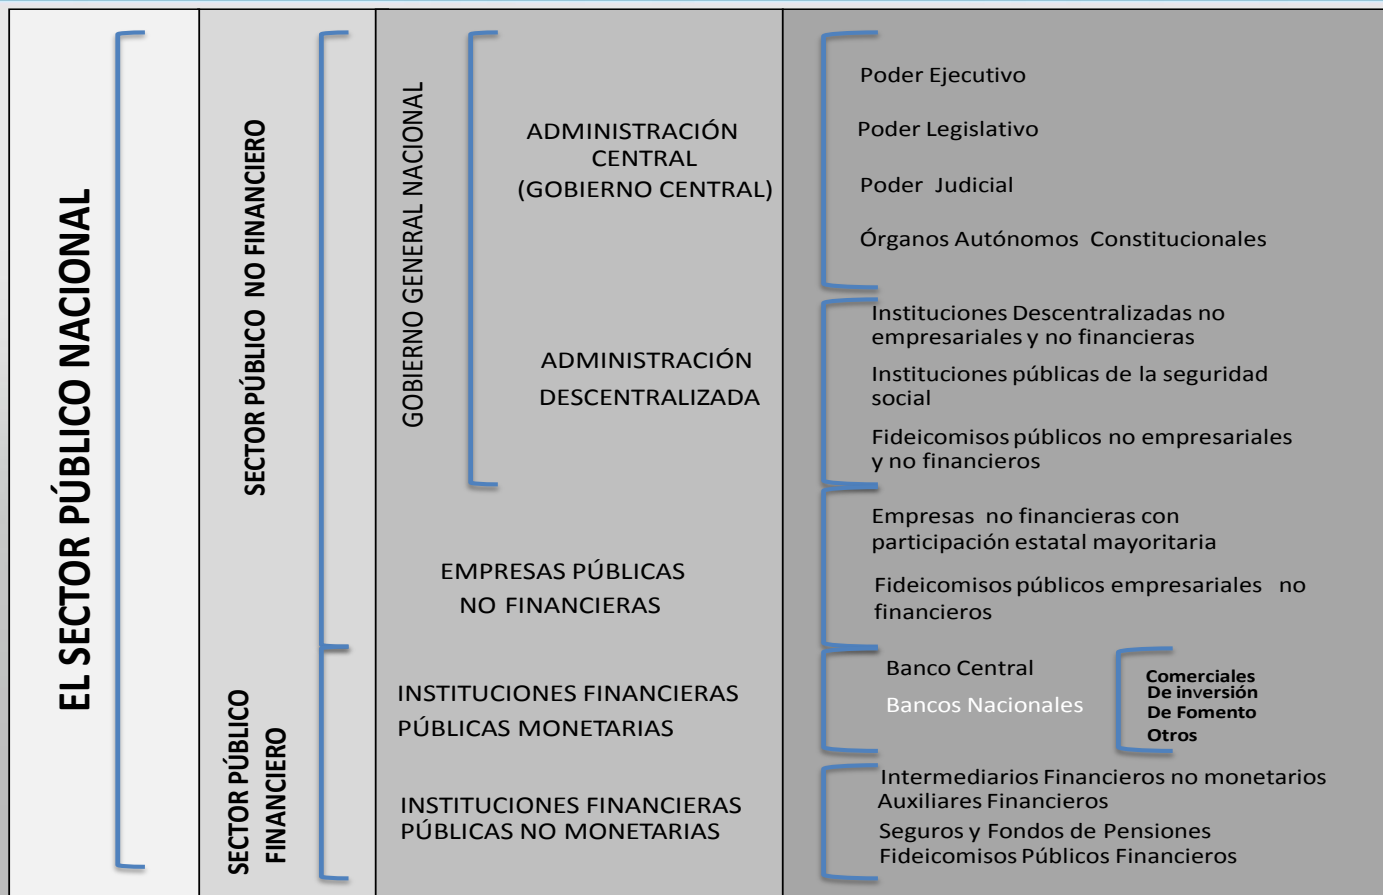 EL SECTOR PÚBLICO NACIONAL
SECTOR PÚBLICO NO FINANCIERO
GOBIERNO GENERAL NACIONAL
ADMINISTRACIÓN
CENTRAL
(GOBIERNO CENTRAL)
Poder Ejecutivo
Poder Legislativo
Poder Judicial
Órganos Autónomos Constitucionales
ADMINISTRACIÓN
DESCENTRALIZADA
Instituciones Descentralizadas no
empresariales y no financieras
Instituciones públicas de la seguridad
social
Fideicomisos públicos no empresariales
y no financieros
EMPRESAS PÚBLICAS
NO FINANCIERAS
Empresas no financieras con
participación estatal mayoritaria
Fideicomisos públicos empresariales no
financieros
SECTOR PÚBLICO
FINANCIERO
INSTITUCIONES FINANCIERAS
PÚBLICAS MONETARIAS
Banco Central
Bancos Nacionales
Comerciales
De inversión
De Fomento
Otros
INSTITUCIONES FINANCIERAS
PÚBLICAS NO MONETARIAS
Intermediarios Financieros no monetarios
Auxiliares Financieros
Seguros y Fondos de Pensiones
Fideicomisos Públicos Financieros